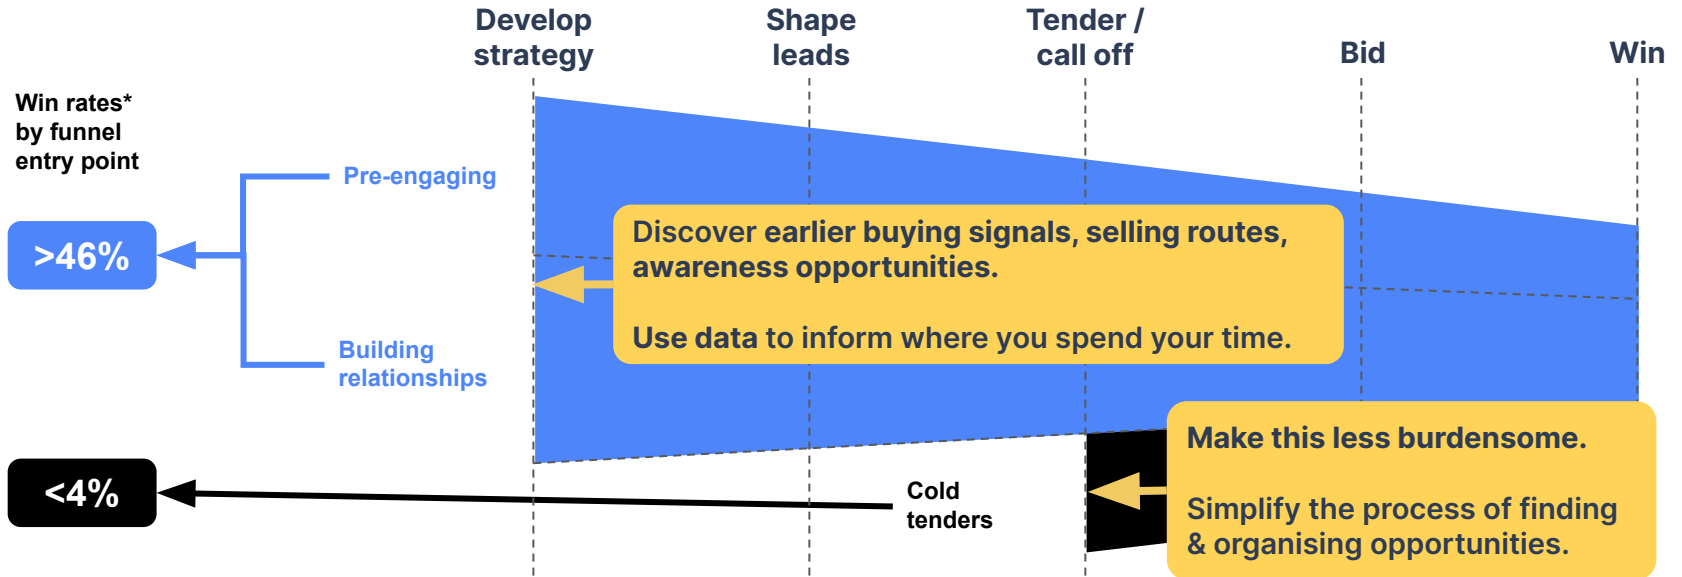 Develop
strategy
Shape
leads
Tender /
call off
Bid
Win
Win rates*
by funnel
entry point
Pre-engaging
>46%
Discover earlier buying signals, selling routes,
awareness opportunities.
Use data to inform where you spend your time.
Building
relationships
Make this less burdensome.
<4%
Cold
tenders
Simplify the process of finding
& organising opportunities.